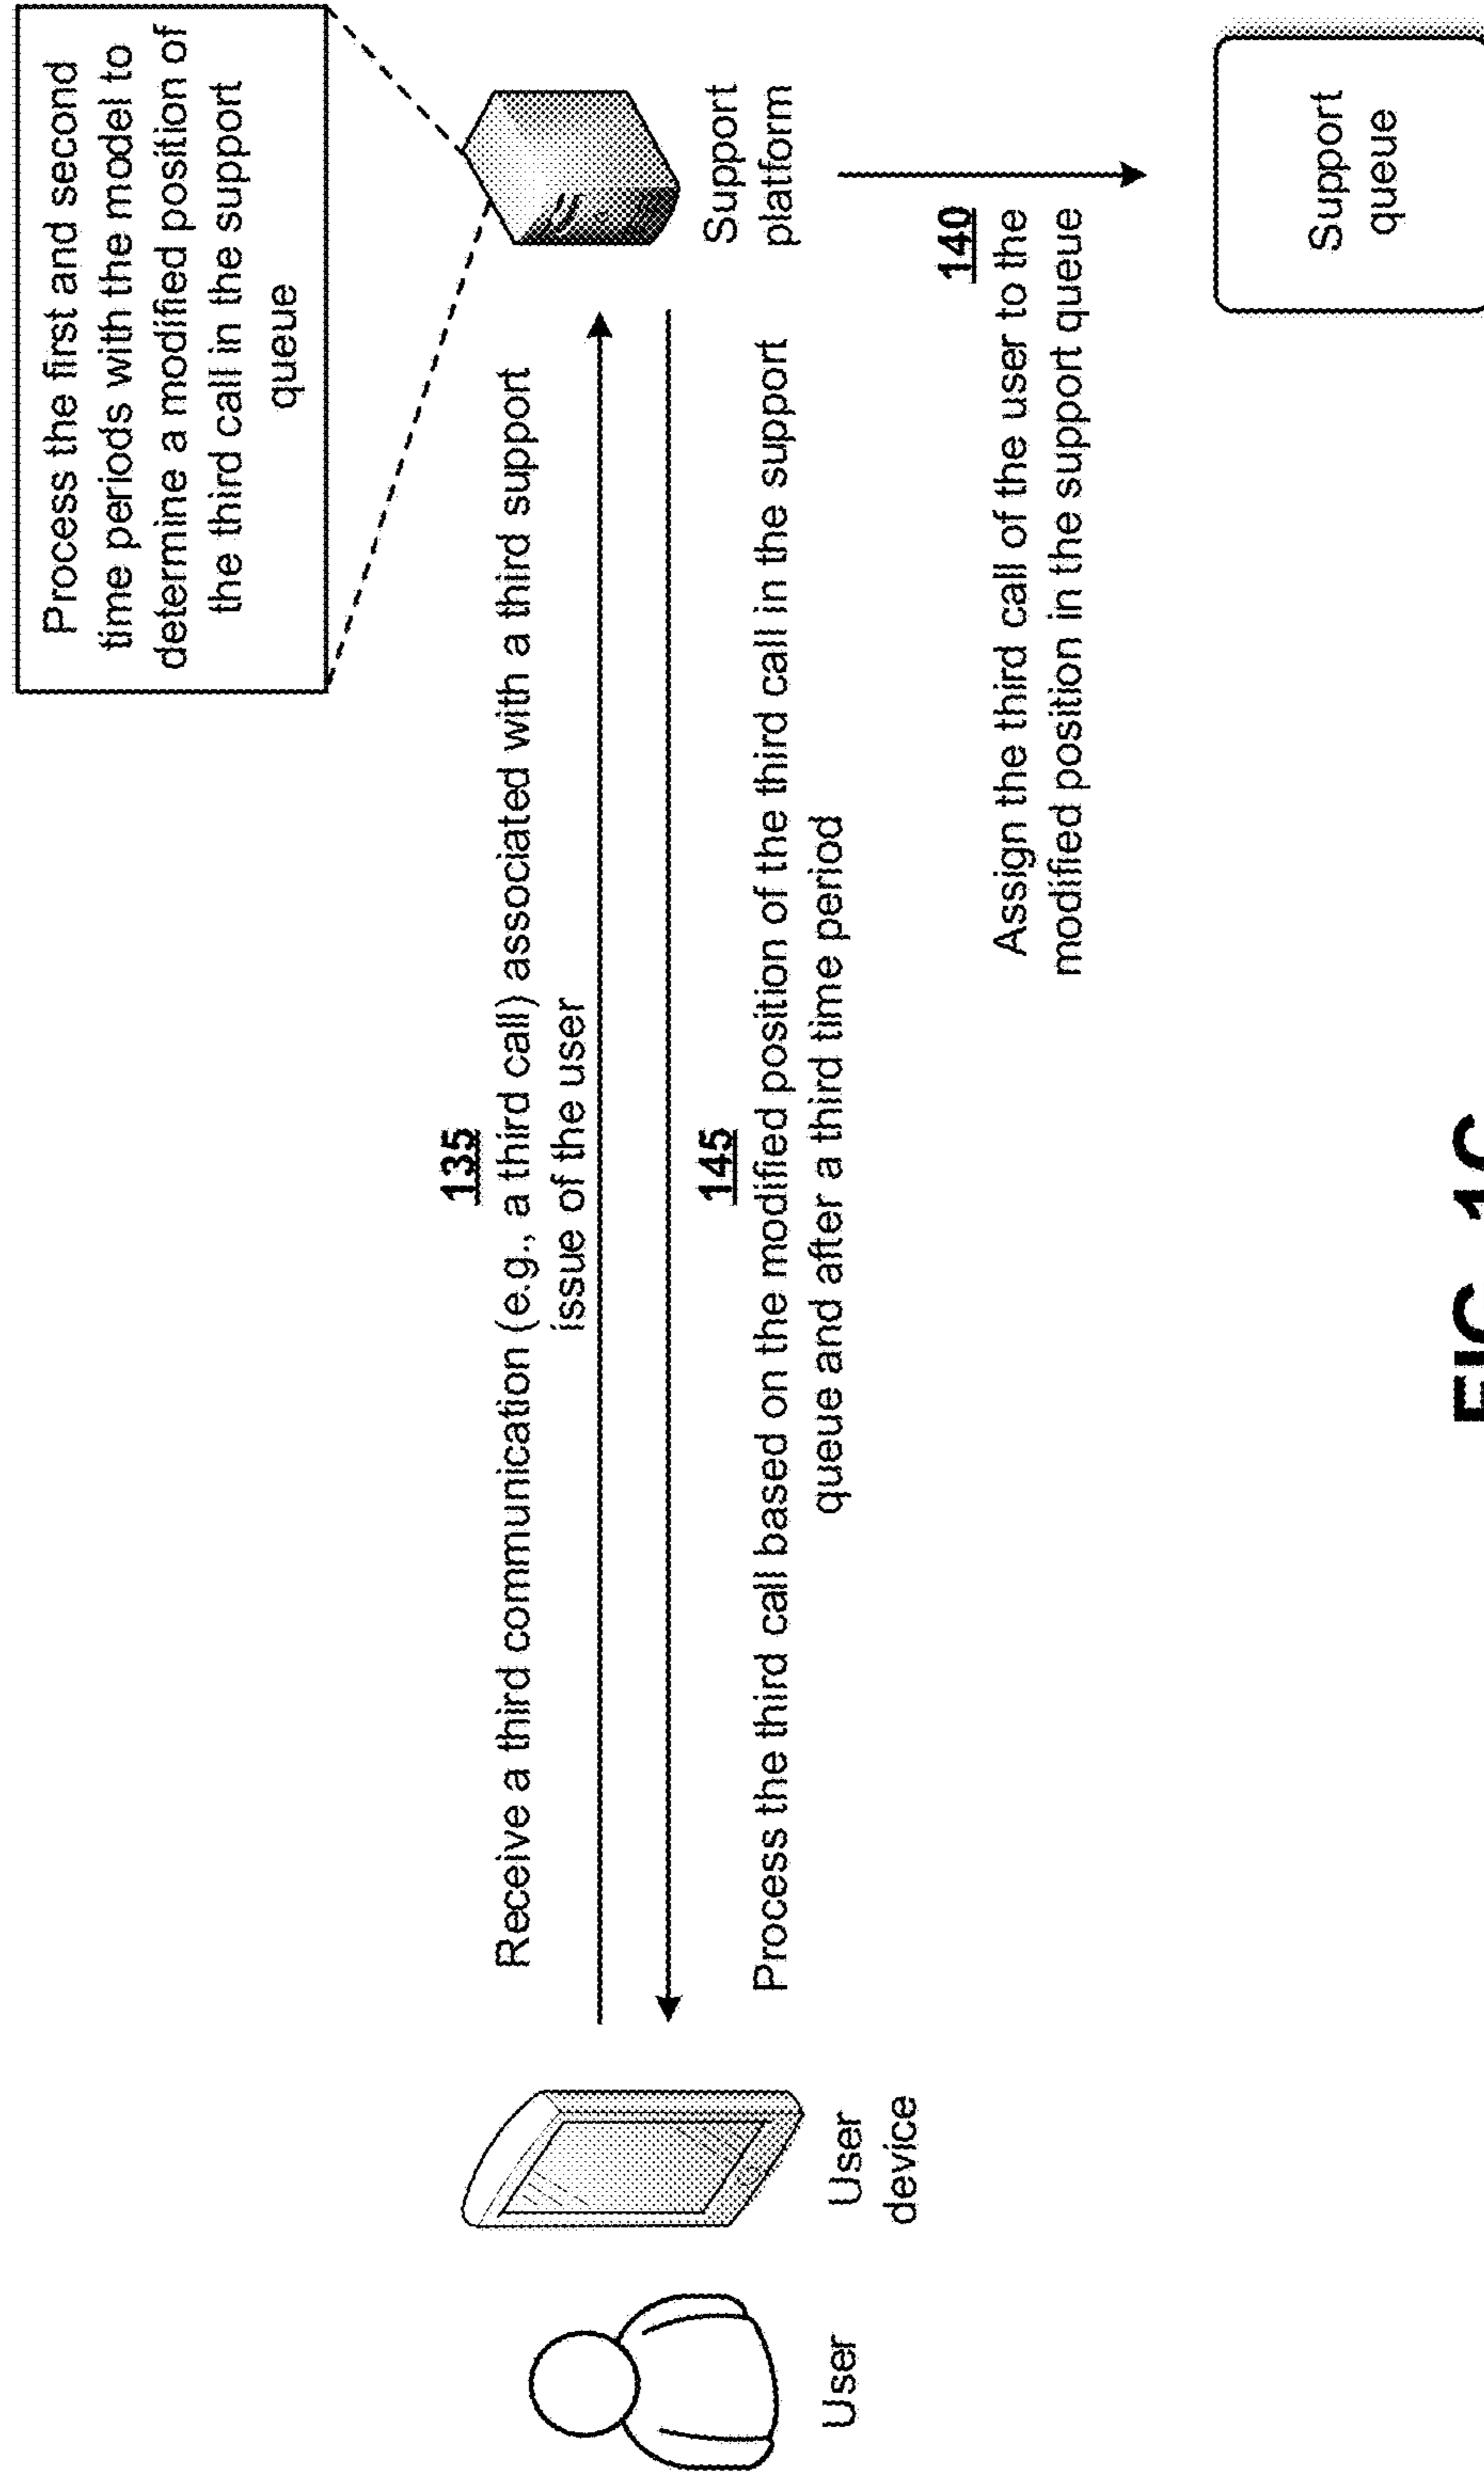 Process the first and second
time periods with the model to
determine a modified position of
the third call in the support
queue
135
Receive a third communication (e.g., a third call) associated with a third support
issue of the user
145
Process the third call based on the modified position of the third call in the support
queue and after a third time period
User
User
device
Support
platform
140
Assign the third call of the user to the
modified position in the support queue
Support
queue
FIG. 1C